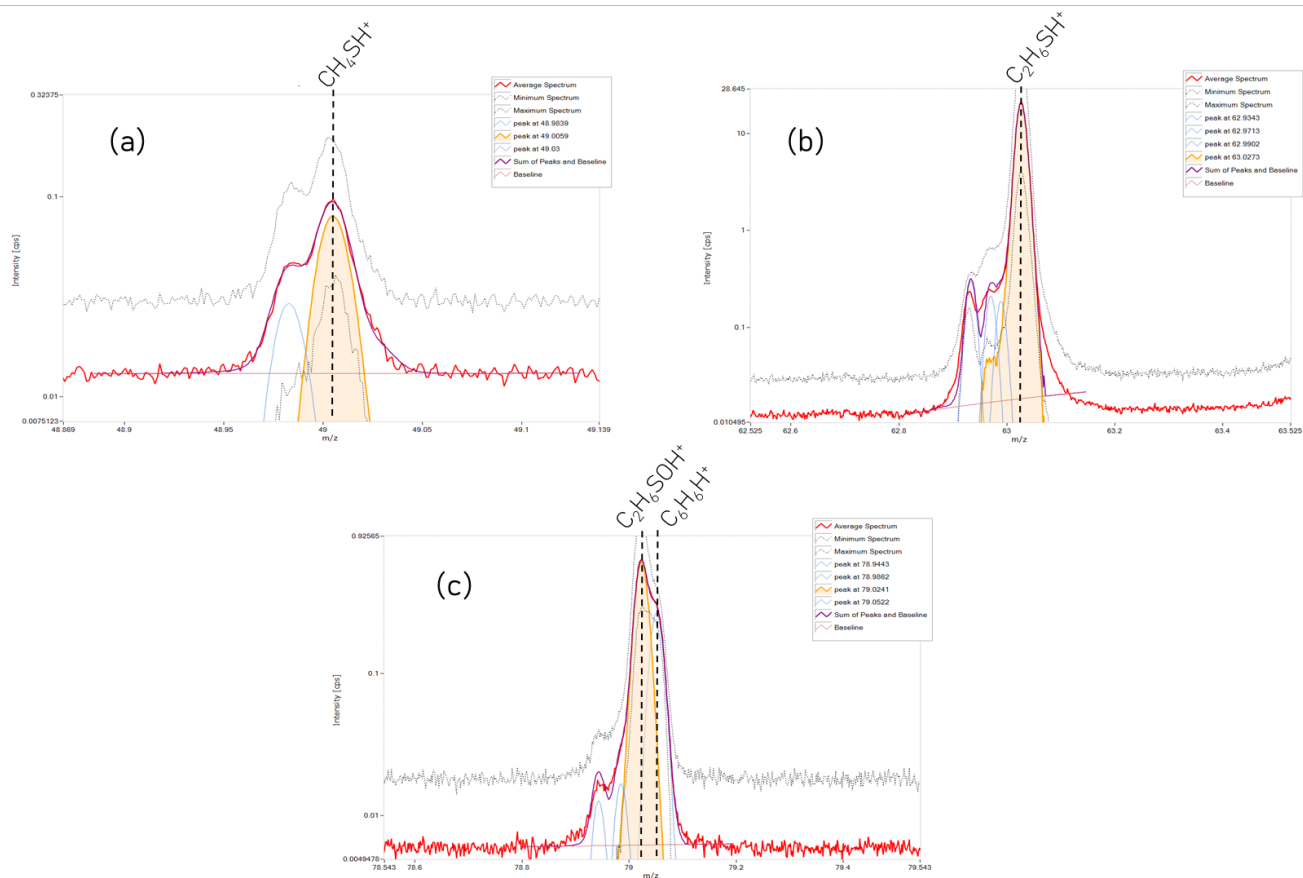 (a)
CH₄SH⁺
0.32375
0.1
0.01
0.0075123
Intensity [cps]
48.889
48.9
48.95
49
49.05
49.1
49.139
m/z
Average Spectrum
Minimum Spectrum
Maximum Spectrum
peak at 48.9839
peak at 49.0059
peak at 49.03
Sum of Peaks and Baseline
Baseline
(b)
C₂H₆SH⁺
28.645
10
1
0.1
0.010495
Intensity [cps]
62.525
62.6
62.8
63
63.2
63.4
63.525
m/z
Average Spectrum
Minimum Spectrum
Maximum Spectrum
peak at 62.9343
peak at 62.9713
peak at 62.9902
peak at 63.0273
Sum of Peaks and Baseline
Baseline
(c)
C₂H₆SOH⁺
C₆H₆H⁺
0.92565
0.1
0.01
0.0049478
Intensity [cps]
78.543
78.6
78.8
79
79.2
79.4
79.543
m/z
Average Spectrum
Minimum Spectrum
Maximum Spectrum
peak at 78.9443
peak at 78.9862
peak at 79.0241
peak at 79.0522
Sum of Peaks and Baseline
Baseline